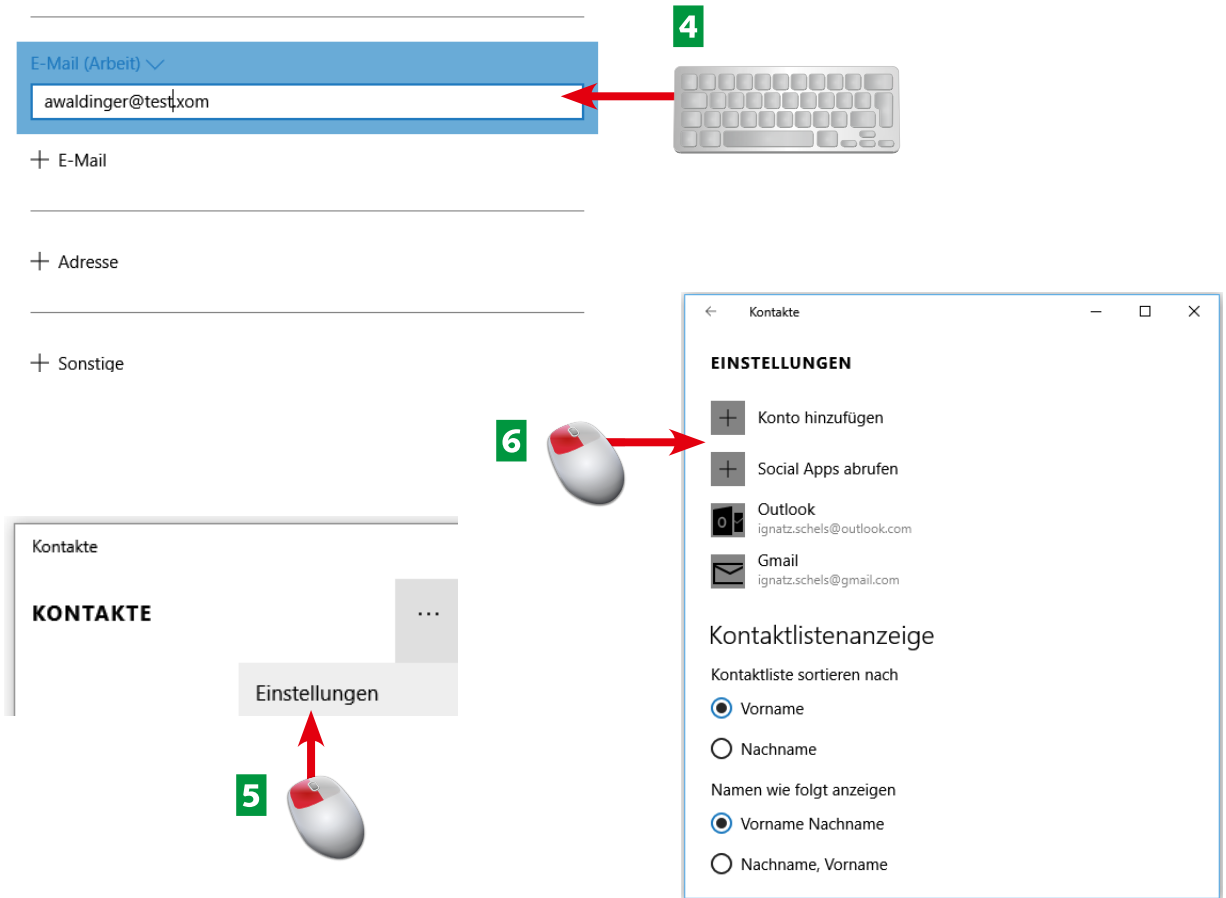 4
E-Mail (Arbeit)
awaldinger@test.xom
+ E-Mail
+ Adresse
+ Sonstige
5
Kontakte
KONTAKTE
...
Einstellungen
6
← Kontakte
EINSTELLUNGEN
+ Konto hinzufügen
+ Social Apps abrufen
Outlook
ignatz.schels@outlook.com
Gmail
ignatz.schels@gmail.com
Kontaktlistenanzeige
Kontaktliste sortieren nach
Vorname
Nachname
Namen wie folgt anzeigen
Vorname Nachname
Nachname, Vorname